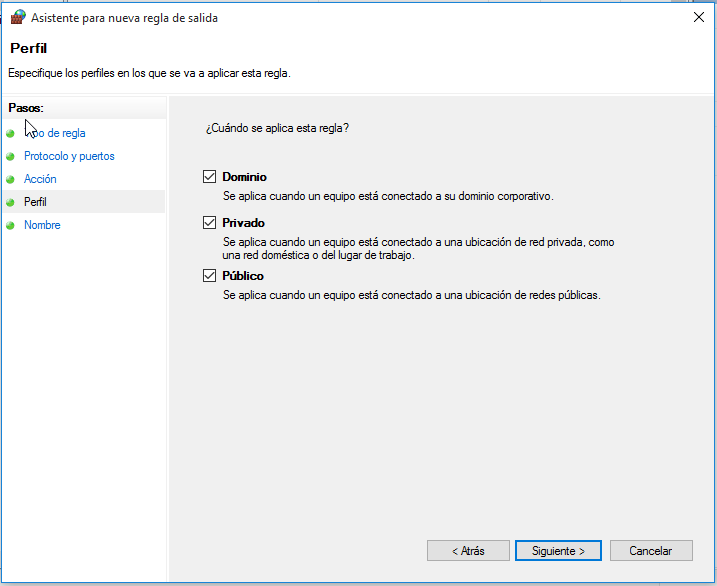 Asistente para nueva regla de salida
Perfil
Especifique los perfiles en los que se va a aplicar esta regla.
Pasos:
de regla
Protocolo y puertos
Acción
Perfil
Nombre
¿Cuándo se aplica esta regla?
Dominio
Se aplica cuando un equipo está conectado a su dominio corporativo.
Privado
Se aplica cuando un equipo está conectado a una ubicación de red privada, como
una red doméstica o del lugar de trabajo.
Público
Se aplica cuando un equipo está conectado a una ubicación de redes públicas.
< Atrás
Siguiente >
Cancelar